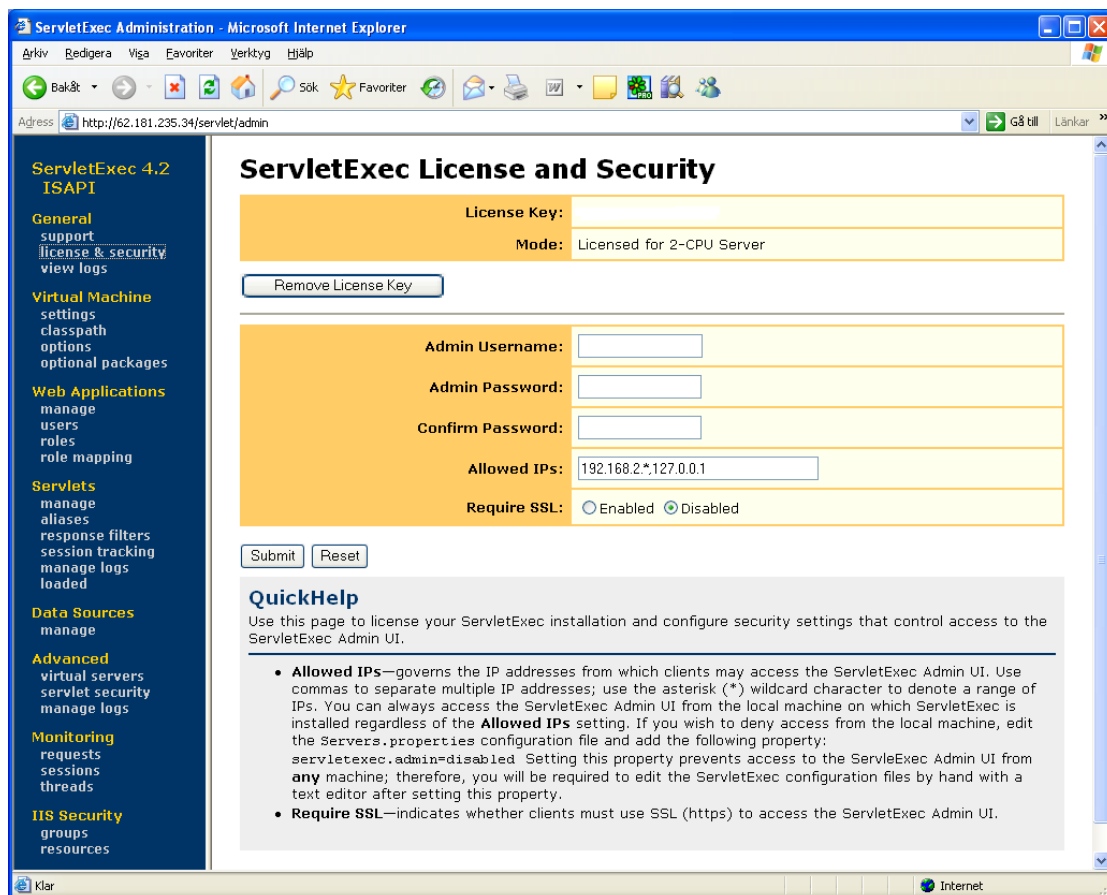 ServletExec Administration - Microsoft Internet Explorer
Arkiv Redigera Visa Favoriter Verktyg Hjälp
Bakåt Sök Favoriter
Adress http://62.181.235.34/servlet/admin Gå till Länkar »
ServletExec 4.2
ISAPI
General
support
license & security
view logs
Virtual Machine
settings
classpath
options
optional packages
Web Applications
manage
users
roles
role mapping
Servlets
manage
aliases
response filters
session tracking
manage logs
loaded
Data Sources
manage
Advanced
virtual servers
servlet security
manage logs
Monitoring
requests
sessions
threads
IIS Security
groups
resources
ServletExec License and Security
License Key:
Mode: Licensed for 2-CPU Server
Remove License Key
Admin Username:
Admin Password:
Confirm Password:
Allowed IPs: 192.168.2.*,127.0.0.1
Require SSL: Enabled Disabled
Submit Reset
QuickHelp
Use this page to license your ServletExec installation and configure security settings that control access to the
ServletExec Admin UI.
• Allowed IPs—governs the IP addresses from which clients may access the ServletExec Admin UI. Use
commas to separate multiple IP addresses; use the asterisk (*) wildcard character to denote a range of
IPs. You can always access the ServletExec Admin UI from the local machine on which ServletExec is
installed regardless of the Allowed IPs setting. If you wish to deny access from the local machine, edit
the Servers.properties configuration file and add the following property:
servletexec.admin=disabled Setting this property prevents access to the ServleExec Admin UI from
any machine; therefore, you will be required to edit the ServletExec configuration files by hand with a
text editor after setting this property.
• Require SSL—indicates whether clients must use SSL (https) to access the ServletExec Admin UI.
Klar Internet